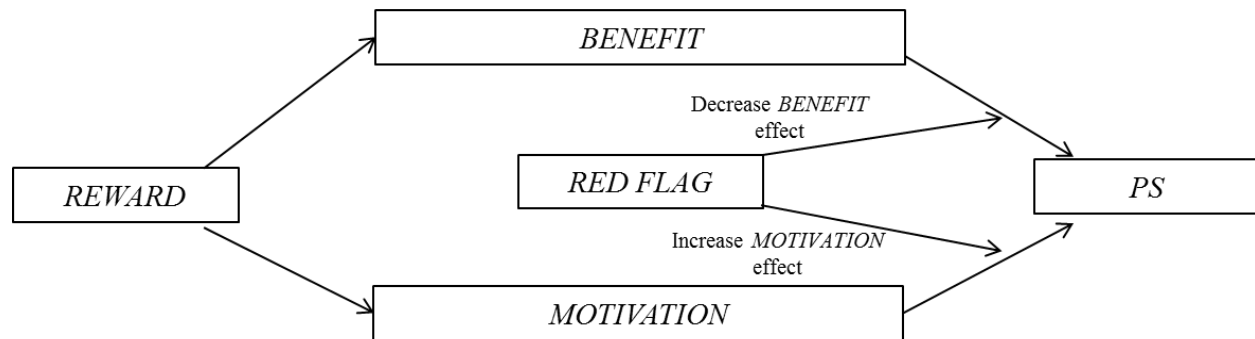 BENEFIT
Decrease BENEFIT
effect
REWARD
RED FLAG
PS
Increase MOTIVATION
effect
MOTIVATION